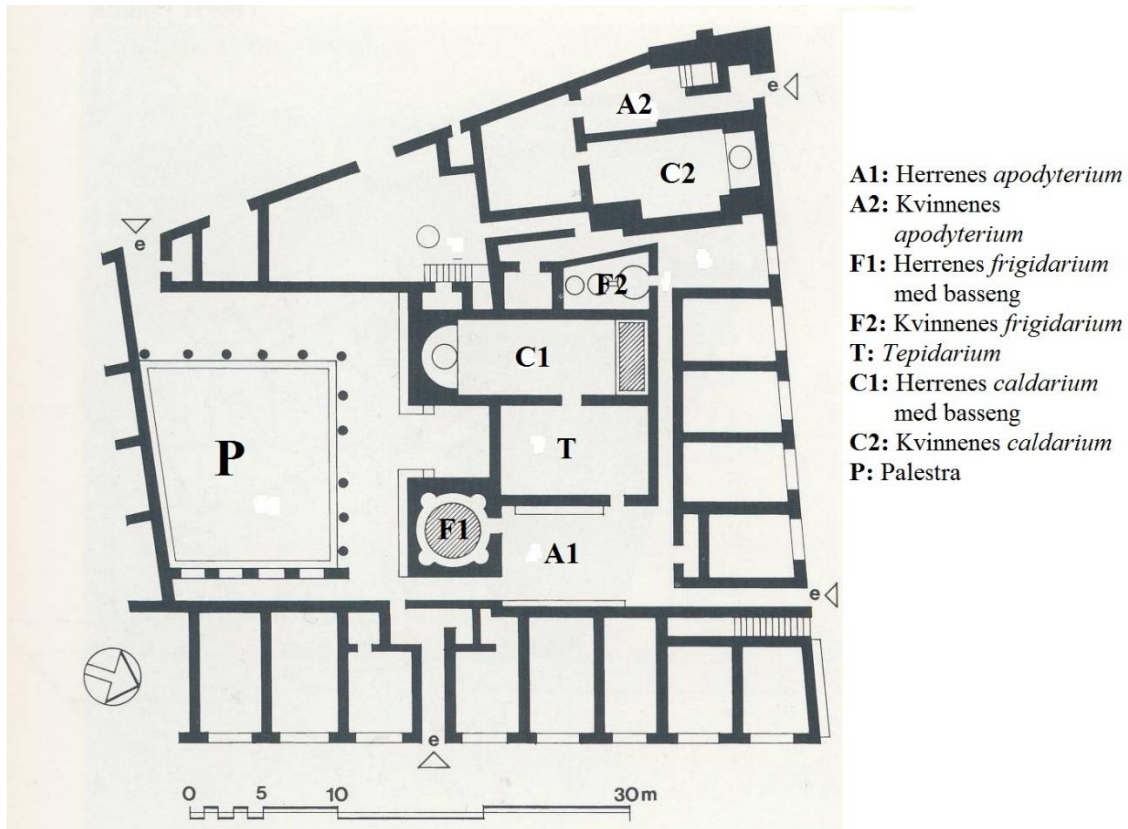 A2
e
C2
e
F2
C1
P
T
F1
A1
e
e
0 5 10 30m
A1: Herrenes apodyterium
A2: Kvinnenes
apodyterium
F1: Herrenes frigidarium
med basseng
F2: Kvinnenes frigidarium
T: Tepidarium
C1: Herrenes caldarium
med basseng
C2: Kvinnenes caldarium
P: Palestra